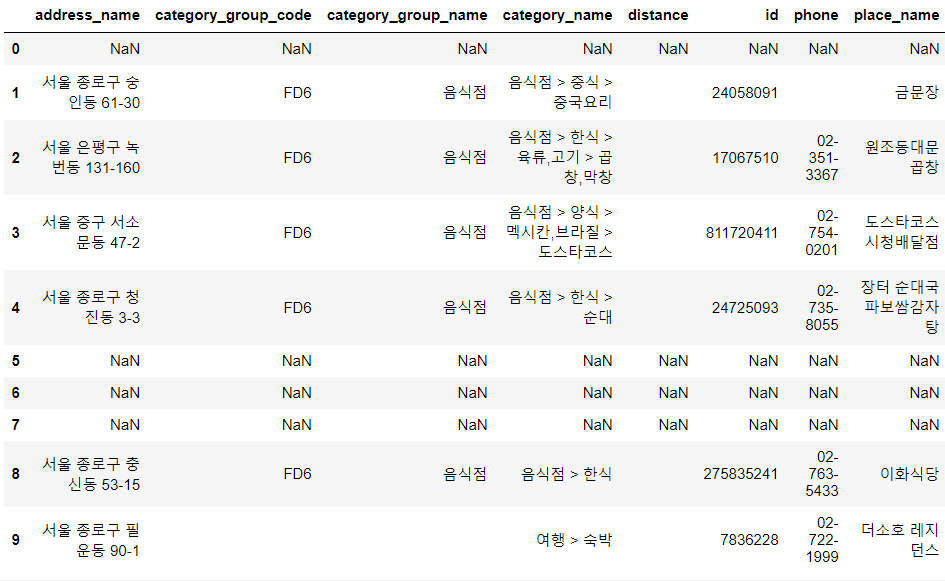 address_name category_group_code category_group_name category_name distance id phone place_name
0 NaN NaN NaN NaN NaN NaN NaN NaN
1 서울 종로구 숭인동 61-30 FD6 음식점 음식점 > 중식 > 중국요리 24058091 금문장
2 서울 은평구 녹번동 131-160 FD6 음식점 음식점 > 한식 > 육류,고기 > 곱창,막창 17067510 02-351-3367 원조동대문곱창
3 서울 중구 서소문동 47-2 FD6 음식점 음식점 > 양식 > 멕시칸,브라질 > 도스타코스 811720411 02-754-0201 도스타코스 시청배달점
4 서울 종로구 청진동 3-3 FD6 음식점 음식점 > 한식 > 순대 24725093 02-735-8055 장터 순대국파보쌈감자탕
5 NaN NaN NaN NaN NaN NaN NaN NaN
6 NaN NaN NaN NaN NaN NaN NaN NaN
7 NaN NaN NaN NaN NaN NaN NaN NaN
8 서울 종로구 충신동 53-15 FD6 음식점 음식점 > 한식 275835241 02-763-5433 이화식당
9 서울 종로구 필운동 90-1 여행 > 숙박 7836228 02-722-1999 더소호 레지던스